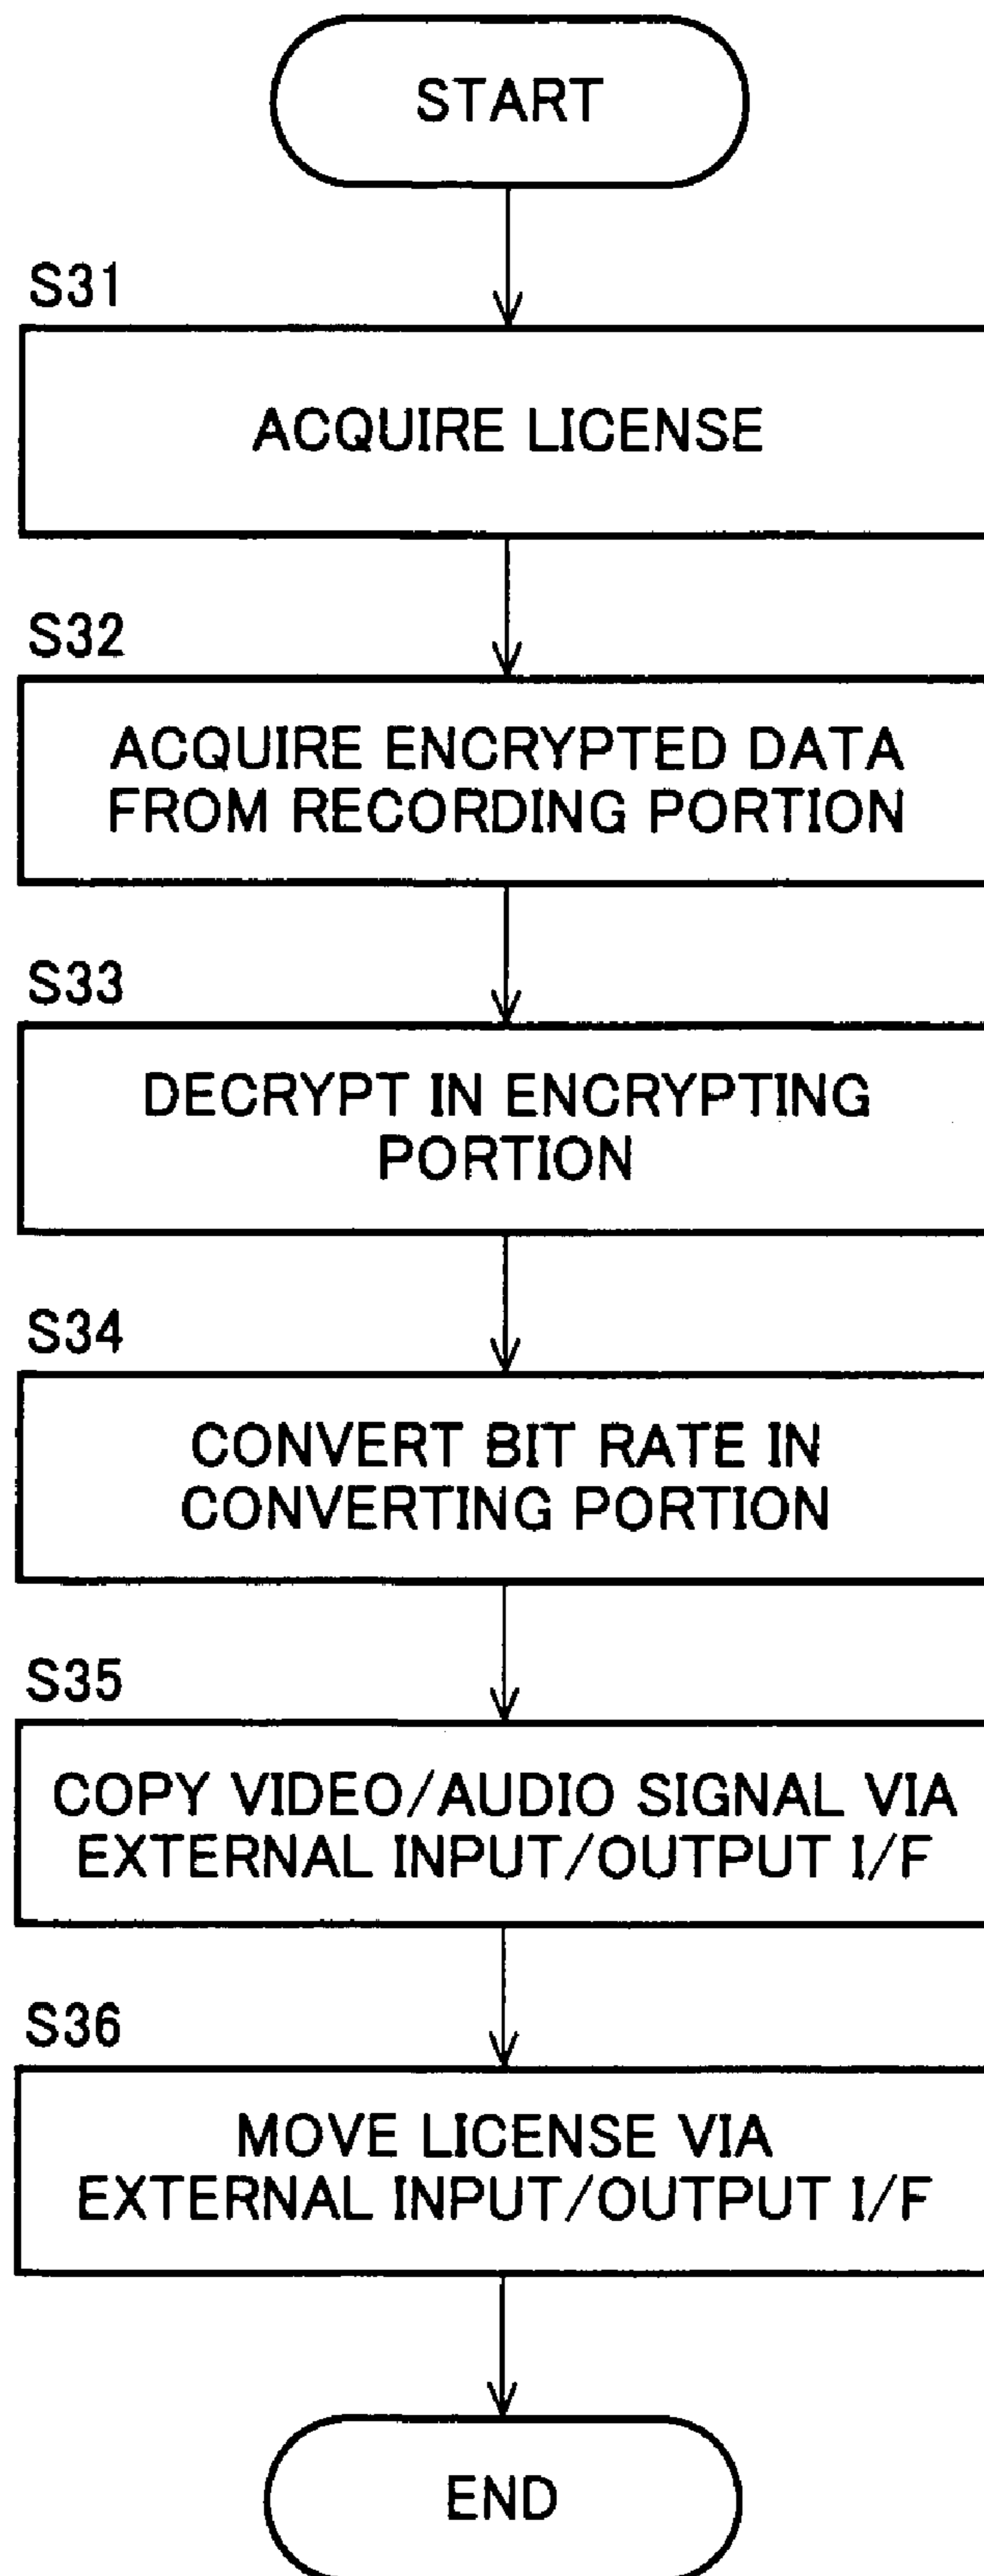 START
S31
ACQUIRE LICENSE
S32
ACQUIRE ENCRYPTED DATA
FROM RECORDING PORTION
S33
DECRYPT IN ENCRYPTING
PORTION
S34
CONVERT BIT RATE IN
CONVERTING PORTION
S35
COPY VIDEO/AUDIO SIGNAL VIA
EXTERNAL INPUT/OUTPUT I/F
S36
MOVE LICENSE VIA
EXTERNAL INPUT/OUTPUT I/F
END